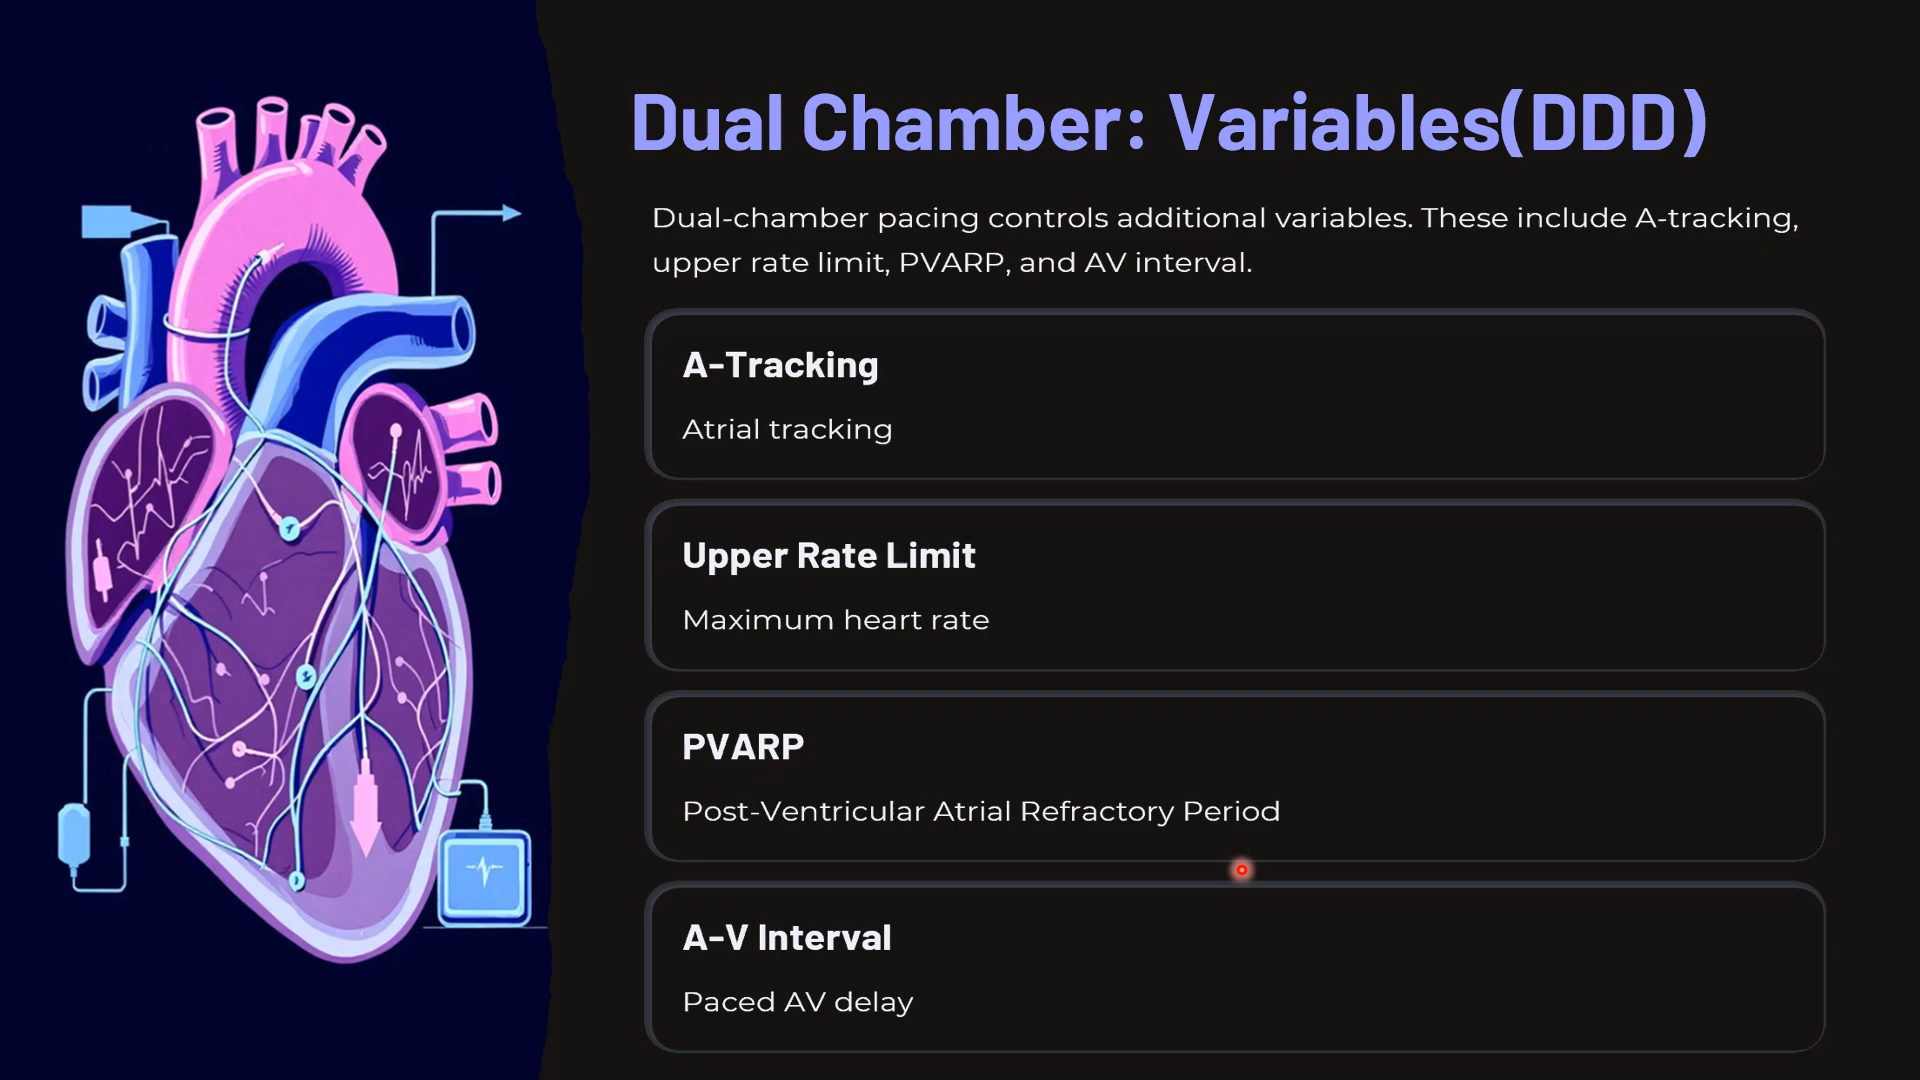 Dual Chamber: Variables(DDD)
Dual-chamber pacing controls additional variables. These include A-tracking,
upper rate limit, PVARP, and AV interval.
A-Tracking
Atrial tracking
Upper Rate Limit
Maximum heart rate
PVARP
Post-Ventricular Atrial Refractory Period
A-V Interval
Paced AV delay